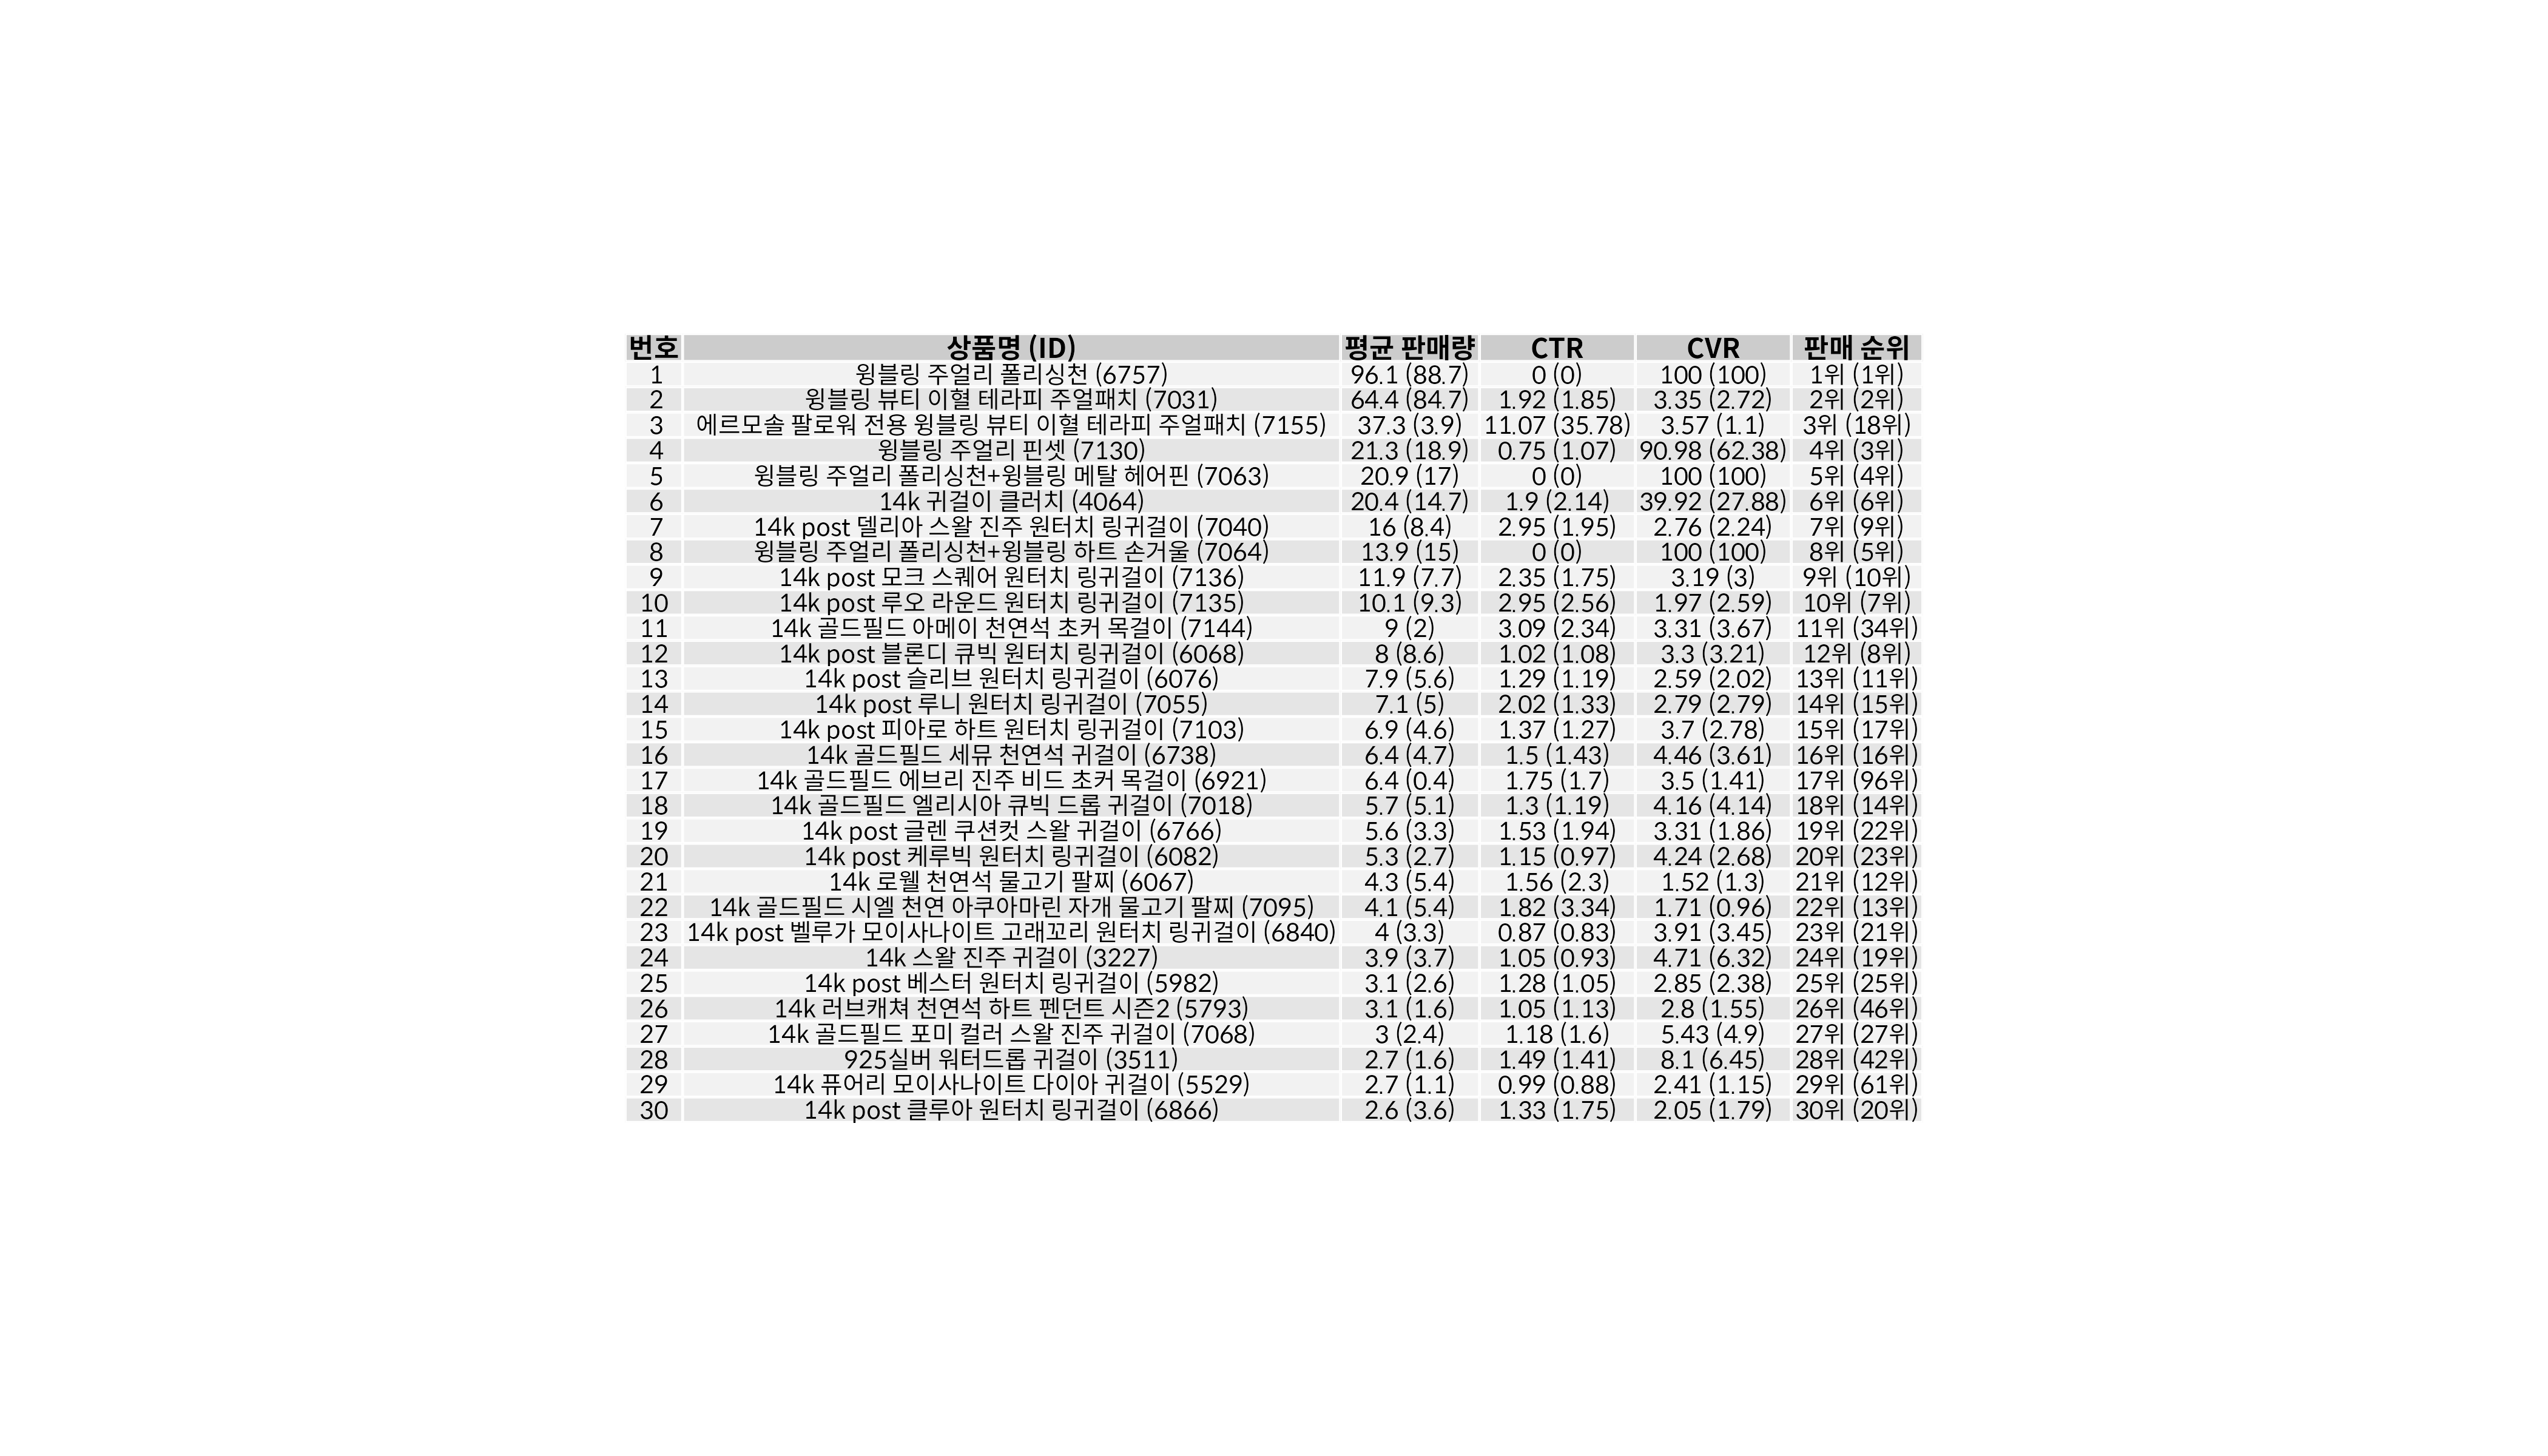 번호 상품명 (ID) 평균 판매량 CTR CVR 판매 순위
1 윙블링 주얼리 폴리싱천 (6757) 96.1 (88.7) 0 (0) 100 (100) 1위 (1위)
2 윙블링 뷰티 이혈 테라피 주얼패치 (7031) 64.4 (84.7) 1.92 (1.85) 3.35 (2.72) 2위 (2위)
3 에르모솔 팔로워 전용 윙블링 뷰티 이혈 테라피 주얼패치 (7155) 37.3 (3.9) 11.07 (35.78) 3.57 (1.1) 3위 (18위)
4 윙블링 주얼리 핀셋 (7130) 21.3 (18.9) 0.75 (1.07) 90.98 (62.38) 4위 (3위)
5 윙블링 주얼리 폴리싱천+윙블링 메탈 헤어핀 (7063) 20.9 (17) 0 (0) 100 (100) 5위 (4위)
6 14k 귀걸이 클러치 (4064) 20.4 (14.7) 1.9 (2.14) 39.92 (27.88) 6위 (6위)
7 14k post 델리아 스왈 진주 원터치 링귀걸이 (7040) 16 (8.4) 2.95 (1.95) 2.76 (2.24) 7위 (9위)
8 윙블링 주얼리 폴리싱천+윙블링 하트 손거울 (7064) 13.9 (15) 0 (0) 100 (100) 8위 (5위)
9 14k post 모크 스퀘어 원터치 링귀걸이 (7136) 11.9 (7.7) 2.35 (1.75) 3.19 (3) 9위 (10위)
10 14k post 루오 라운드 원터치 링귀걸이 (7135) 10.1 (9.3) 2.95 (2.56) 1.97 (2.59) 10위 (7위)
11 14k 골드필드 아메이 천연석 초커 목걸이 (7144) 9 (2) 3.09 (2.34) 3.31 (3.67) 11위 (34위)
12 14k post 블론디 큐빅 원터치 링귀걸이 (6068) 8 (8.6) 1.02 (1.08) 3.3 (3.21) 12위 (8위)
13 14k post 슬리브 원터치 링귀걸이 (6076) 7.9 (5.6) 1.29 (1.19) 2.59 (2.02) 13위 (11위)
14 14k post 루니 원터치 링귀걸이 (7055) 7.1 (5) 2.02 (1.33) 2.79 (2.79) 14위 (15위)
15 14k post 피아로 하트 원터치 링귀걸이 (7103) 6.9 (4.6) 1.37 (1.27) 3.7 (2.78) 15위 (17위)
16 14k 골드필드 세뮤 천연석 귀걸이 (6738) 6.4 (4.7) 1.5 (1.43) 4.46 (3.61) 16위 (16위)
17 14k 골드필드 에브리 진주 비드 초커 목걸이 (6921) 6.4 (0.4) 1.75 (1.7) 3.5 (1.41) 17위 (96위)
18 14k 골드필드 엘리시아 큐빅 드롭 귀걸이 (7018) 5.7 (5.1) 1.3 (1.19) 4.16 (4.14) 18위 (14위)
19 14k post 글렌 쿠션컷 스왈 귀걸이 (6766) 5.6 (3.3) 1.53 (1.94) 3.31 (1.86) 19위 (22위)
20 14k post 케루빅 원터치 링귀걸이 (6082) 5.3 (2.7) 1.15 (0.97) 4.24 (2.68) 20위 (23위)
21 14k 로웰 천연석 물고기 팔찌 (6067) 4.3 (5.4) 1.56 (2.3) 1.52 (1.3) 21위 (12위)
22 14k 골드필드 시엘 천연 아쿠아마린 자개 물고기 팔찌 (7095) 4.1 (5.4) 1.82 (3.34) 1.71 (0.96) 22위 (13위)
23 14k post 벨루가 모이사나이트 고래꼬리 원터치 링귀걸이 (6840) 4 (3.3) 0.87 (0.83) 3.91 (3.45) 23위 (21위)
24 14k 스왈 진주 귀걸이 (3227) 3.9 (3.7) 1.05 (0.93) 4.71 (6.32) 24위 (19위)
25 14k post 베스터 원터치 링귀걸이 (5982) 3.1 (2.6) 1.28 (1.05) 2.85 (2.38) 25위 (25위)
26 14k 러브캐쳐 천연석 하트 펜던트 시즌2 (5793) 3.1 (1.6) 1.05 (1.13) 2.8 (1.55) 26위 (46위)
27 14k 골드필드 포미 컬러 스왈 진주 귀걸이 (7068) 3 (2.4) 1.18 (1.6) 5.43 (4.9) 27위 (27위)
28 925실버 워터드롭 귀걸이 (3511) 2.7 (1.6) 1.49 (1.41) 8.1 (6.45) 28위 (42위)
29 14k 퓨어리 모이사나이트 다이아 귀걸이 (5529) 2.7 (1.1) 0.99 (0.88) 2.41 (1.15) 29위 (61위)
30 14k post 클루아 원터치 링귀걸이 (6866) 2.6 (3.6) 1.33 (1.75) 2.05 (1.79) 30위 (20위)